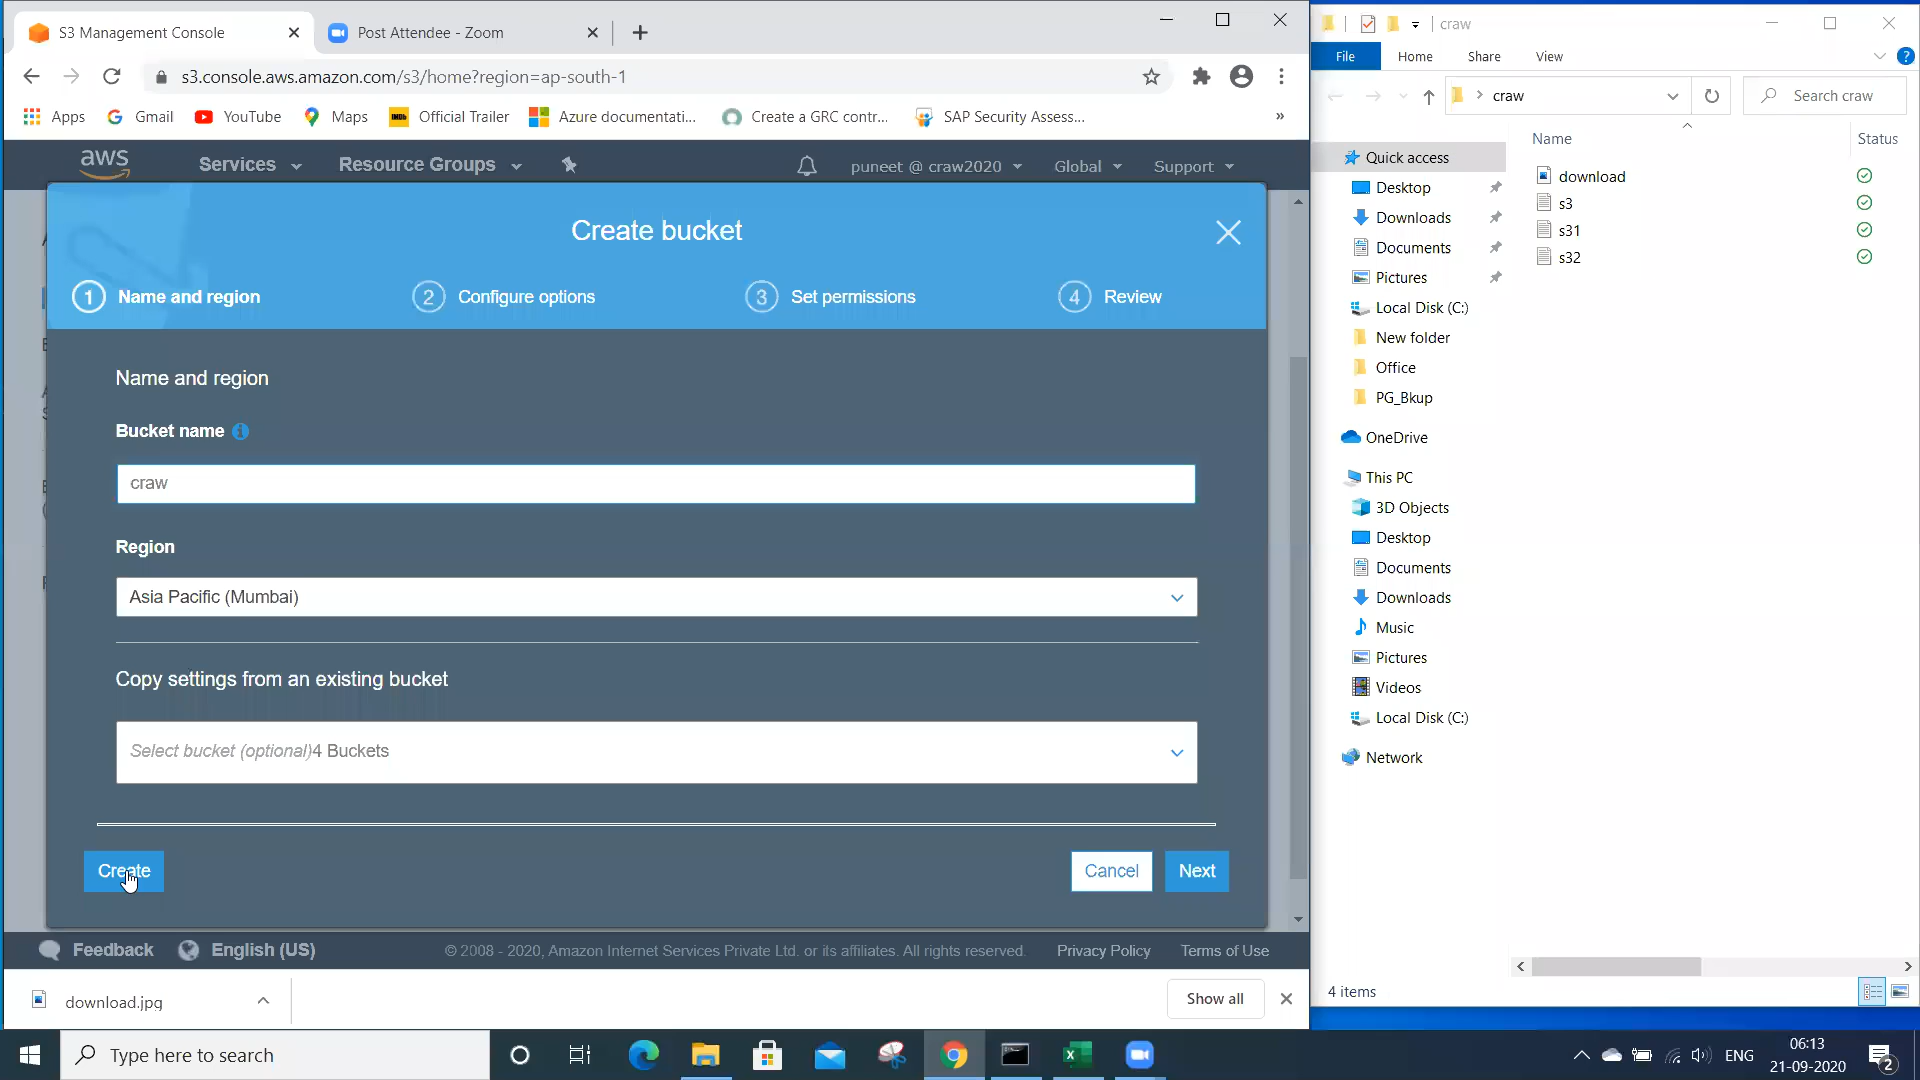 S3 Management Console
Post Attendee - Zoom
s3.console.aws.amazon.com/s3/home?region=ap-south-1
Apps
Gmail
YouTube
Maps
IMDb
Official Trailer
Azure documentati...
Create a GRC contr...
SAP Security Assess...
»
aws
Services
Resource Groups
puneet @ craw2020
Global
Support
Create bucket
1 Name and region
2 Configure options
3 Set permissions
4 Review
Name and region
Bucket name
craw
Region
Asia Pacific (Mumbai)
Copy settings from an existing bucket
Select bucket (optional)4 Buckets
Create
Cancel
Next
Feedback
English (US)
© 2008 - 2020, Amazon Internet Services Private Ltd. or its affiliates. All rights reserved.
Privacy Policy
Terms of Use
download.jpg
Show all
craw
File
Home
Share
View
craw
Search craw
Name
Status
Quick access
Desktop
Downloads
Documents
Pictures
Local Disk (C:)
New folder
Office
PG_Bkup
OneDrive
This PC
3D Objects
Desktop
Documents
Downloads
Music
Pictures
Videos
Local Disk (C:)
Network
download
s3
s31
s32
4 items
Type here to search
ENG
06:13
21-09-2020
2